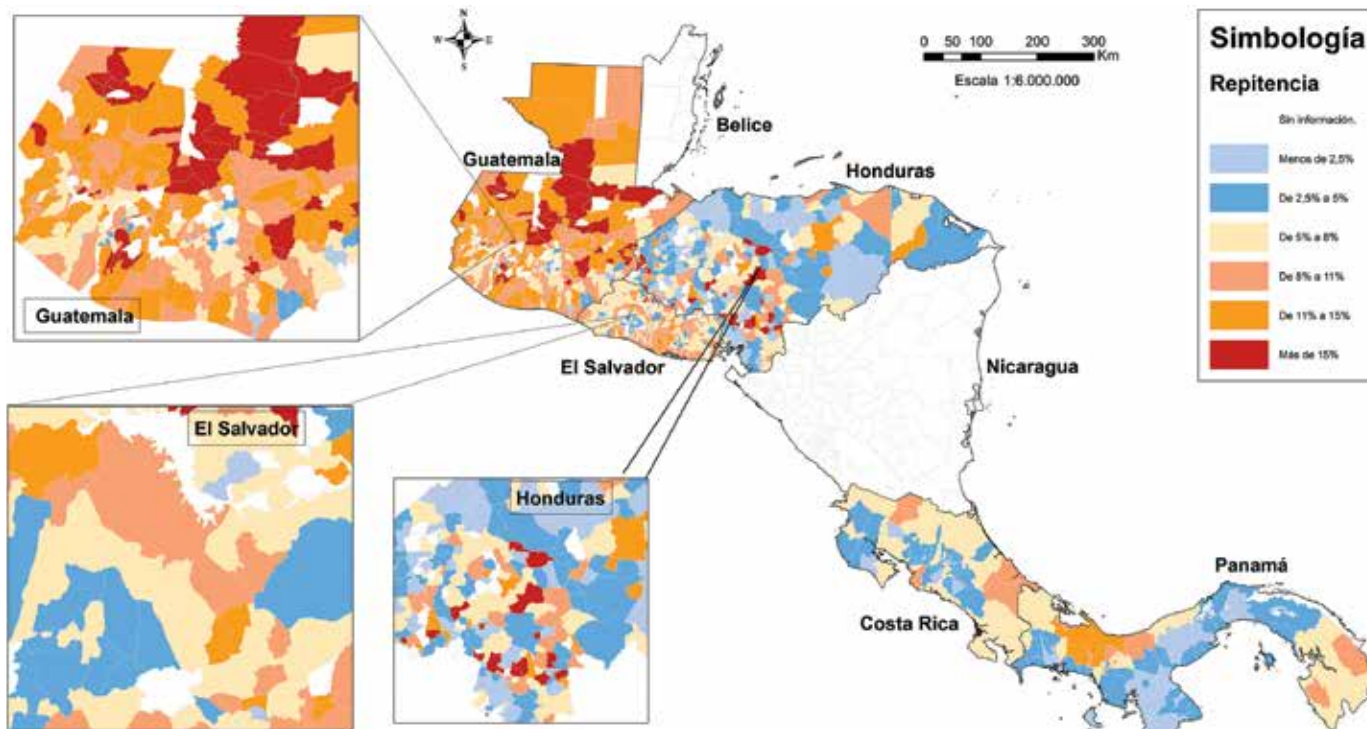 N
W E
S
0 50 100 200 300
Km
Escala 1:6.000.000
Simbología
Repitencia
Sin información.
Menos de 2,5%
De 2,5% a 5%
De 5% a 8%
De 8% a 11%
De 11% a 15%
Más de 15%
Belice
Guatemala
Honduras
Guatemala
El Salvador
Nicaragua
El Salvador
Honduras
Panamá
Costa Rica